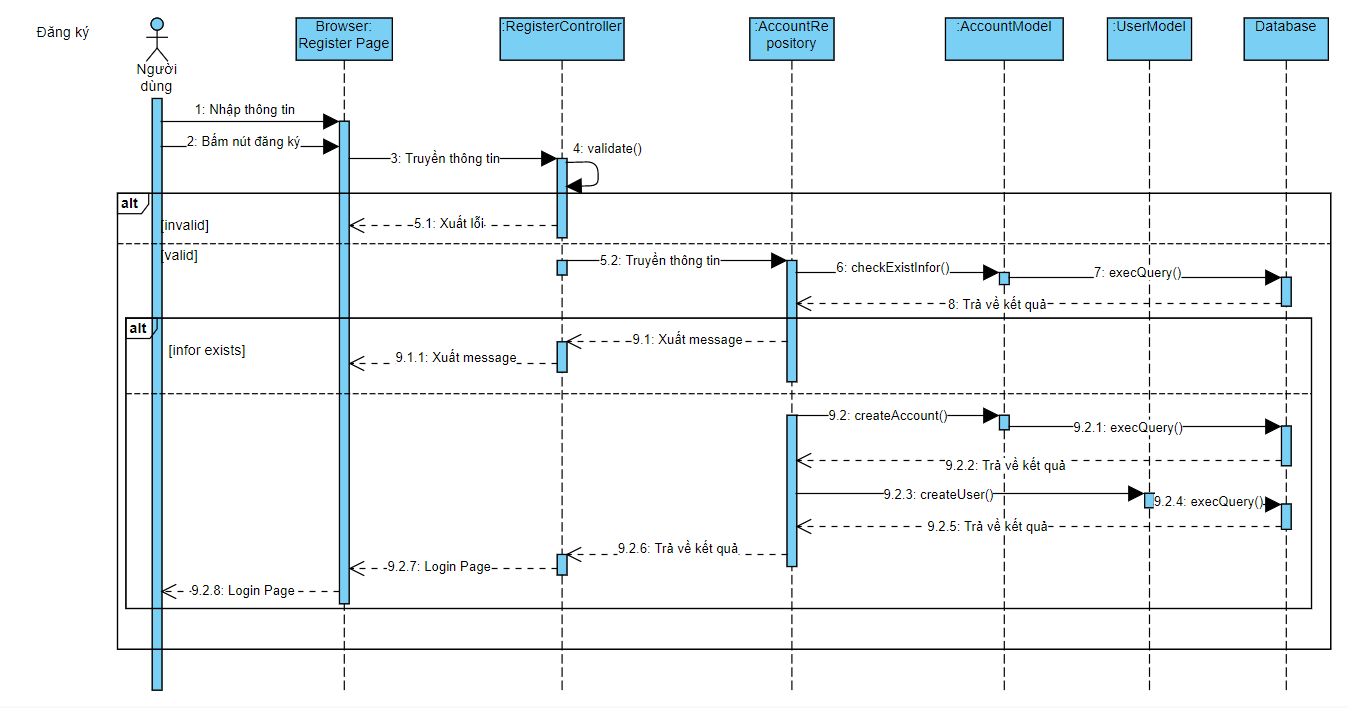 Đăng ký
Người
dùng
Browser:
Register Page
:RegisterController
:AccountRe
pository
:AccountModel
:UserModel
Database
1: Nhập thông tin
2: Bấm nút đăng ký
3: Truyền thông tin
4: validate()
alt
[invalid]
5.1: Xuất lỗi
[valid]
5.2: Truyền thông tin
6: checkExistInfor()
7: execQuery()
8: Trả về kết quả
alt
[infor exists]
9.1: Xuất message
9.1.1: Xuất message
9.2: createAccount()
9.2.1: execQuery()
9.2.2: Trả về kết quả
9.2.3: createUser()
9.2.4: execQuery()
9.2.5: Trả về kết quả
9.2.6: Trả về kết quả
9.2.7: Login Page
9.2.8: Login Page